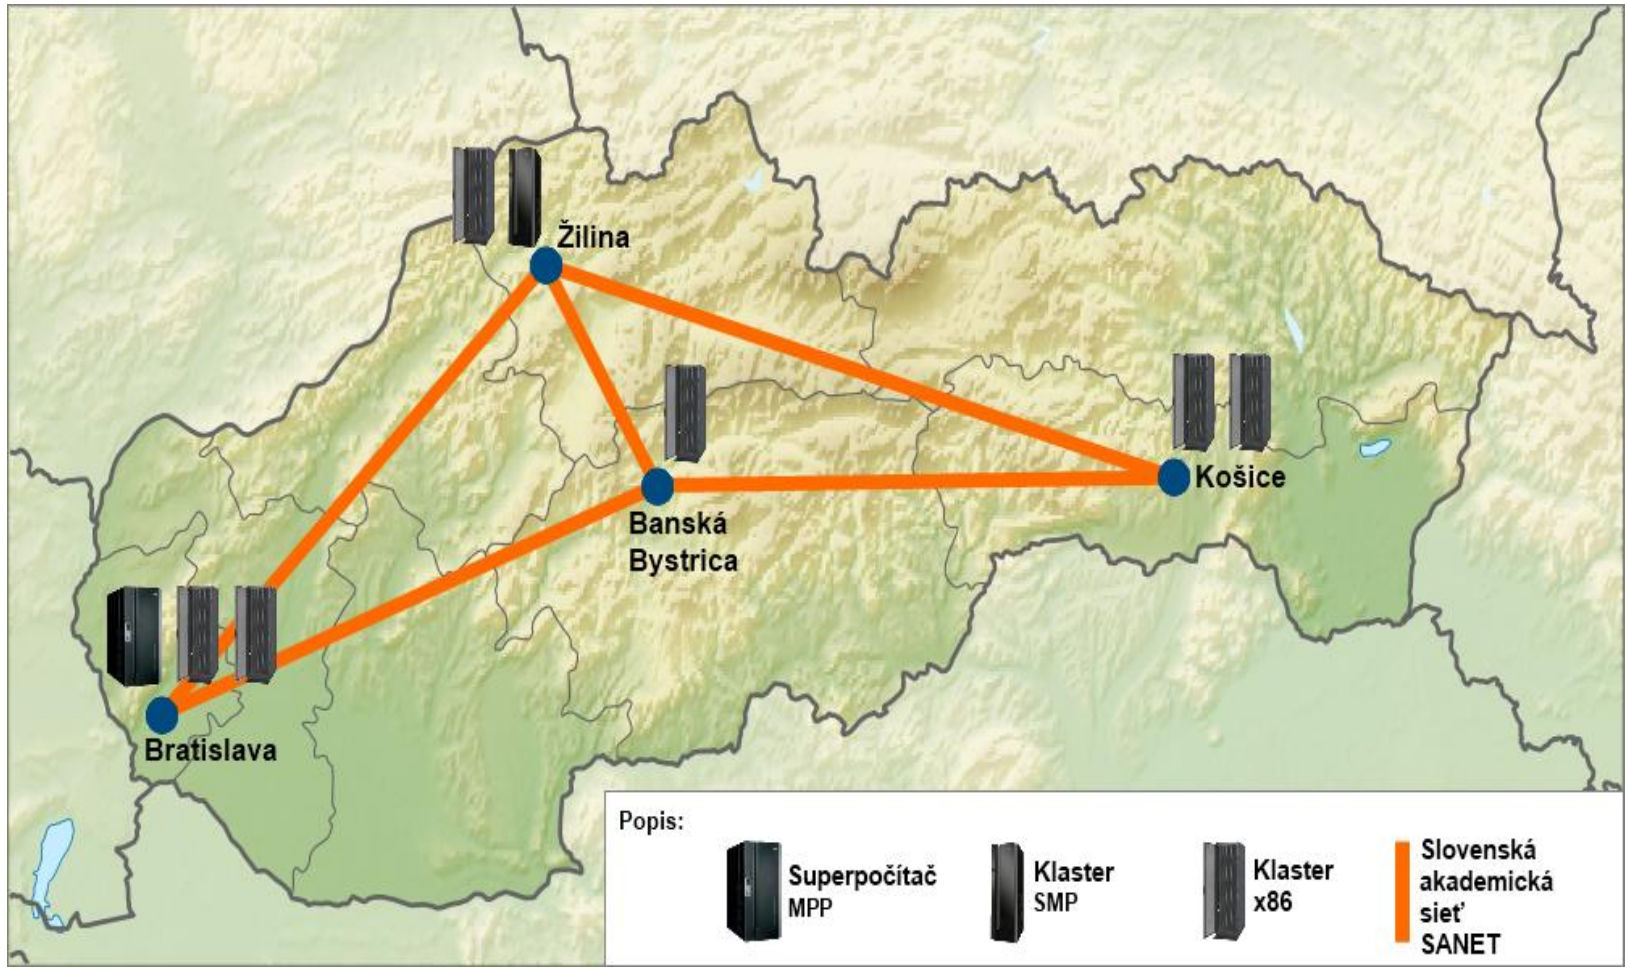 Žilina
Košice
Banská
Bystrica
Bratislava
Popis:
Superpočítač
MPP
Klaster
SMP
Klaster
x86
Slovenská
akademická
sieť
SANET